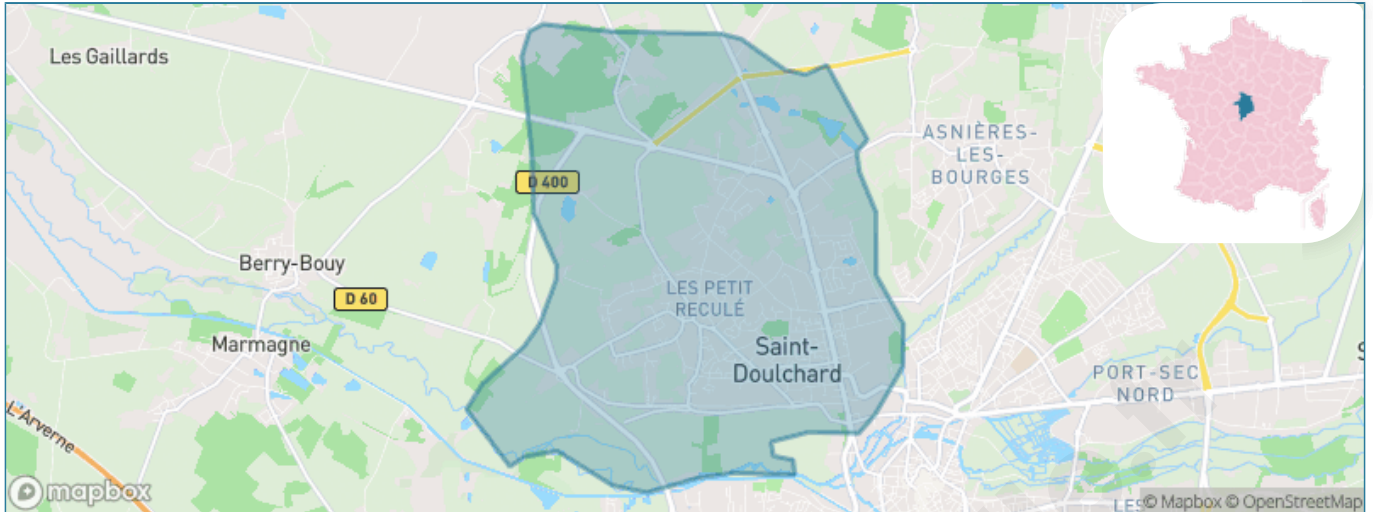 Les Gaillards
ASNIÈRES-
LES-
BOURGES
D 400
Berry-Bouy
D 60
LES PETIT
RECULÉ
Marmagne
Saint-
Doulchard
S
PORT-SEC
NORD
L'Arverne
mapbox
LES
© Mapbox © OpenStreetMap